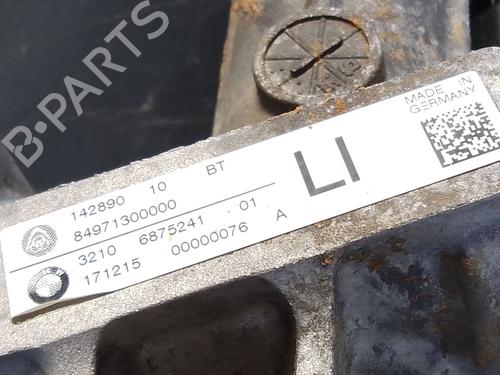 142890 10 BT
84971300000
3210 6875241 01
171215 00000076 A
LI
MADE IN
GERMANY
B-PARTS